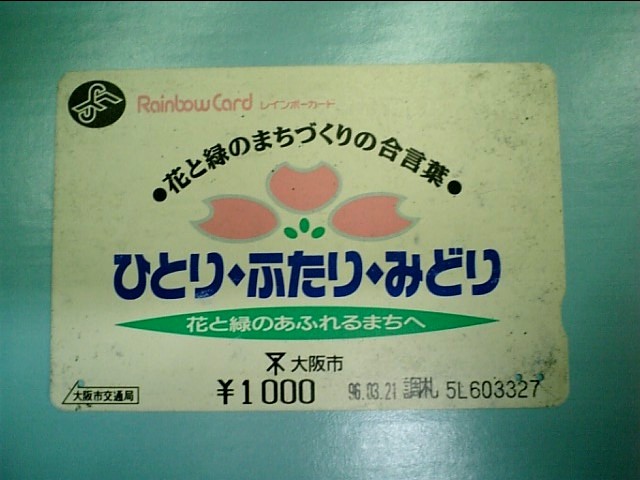 Rainbow Card レインボーカード
●花と緑のまちづくりの合言葉●
ひとり◆ふたり◆みどり
花と緑のあふれるまちへ
大阪市
大阪市交通局
¥1000 96.03.21 調札 5L603327